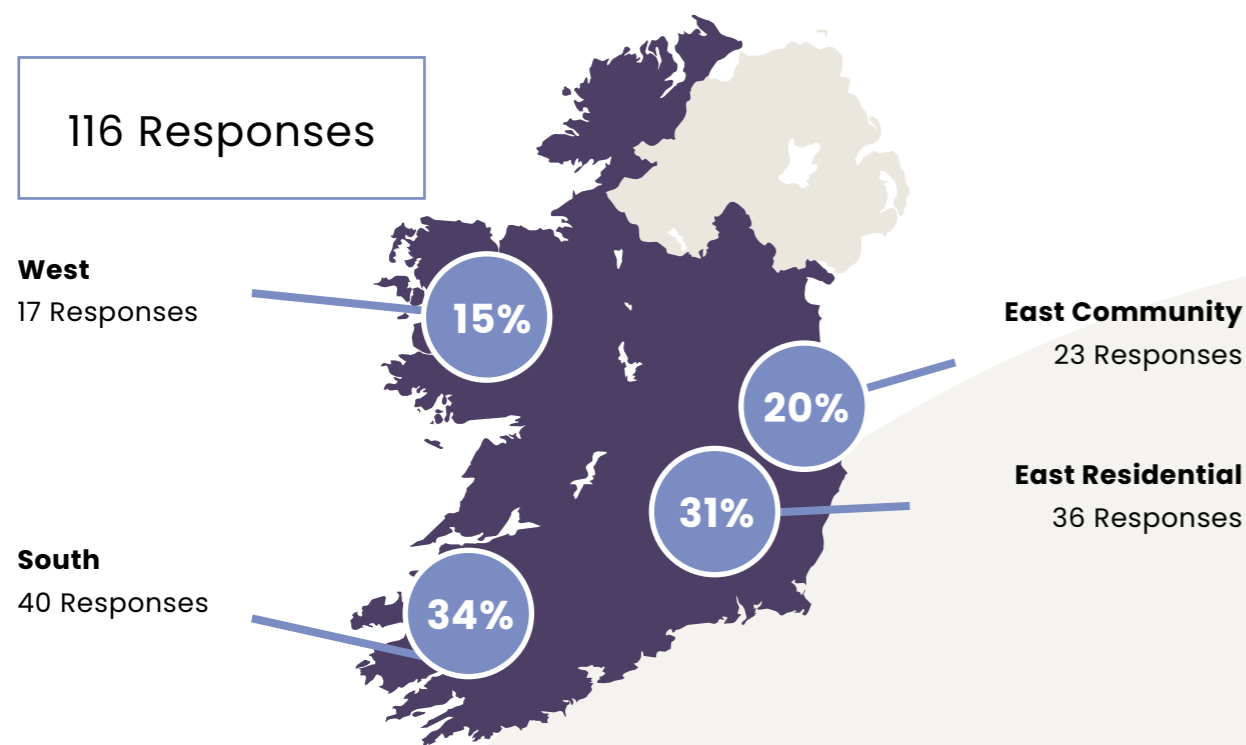 116 Responses
West
17 Responses
15%
East Community
23 Responses
20%
East Residential
36 Responses
31%
South
40 Responses
34%